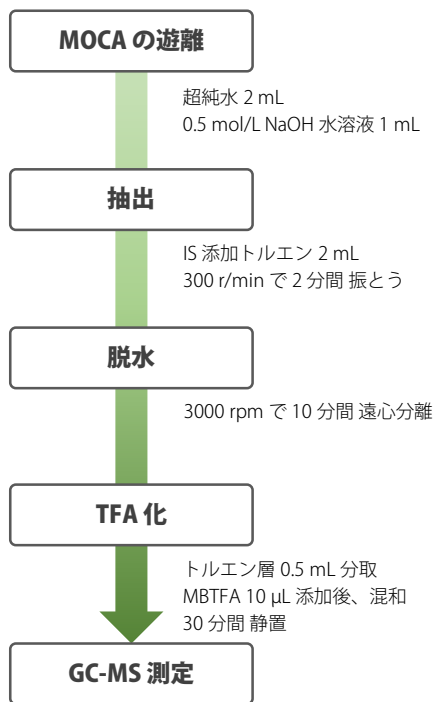 MOCA の遊離
超純水 2 mL
0.5 mol/L NaOH 水溶液 1 mL
抽出
IS 添加トルエン 2 mL
300 r/min で 2 分間 振とう
脱水
3000 rpm で 10 分間 遠心分離
TFA 化
トルエン層 0.5 mL 分取
MBTFA 10 µL 添加後、混和
30 分間 静置
GC-MS 測定